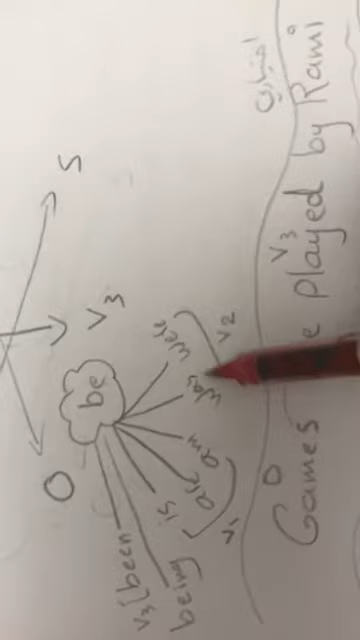 O V3 S
be
V3 { been being is are am was were
V1 V2
اختياري
O V3
Games played by Rami